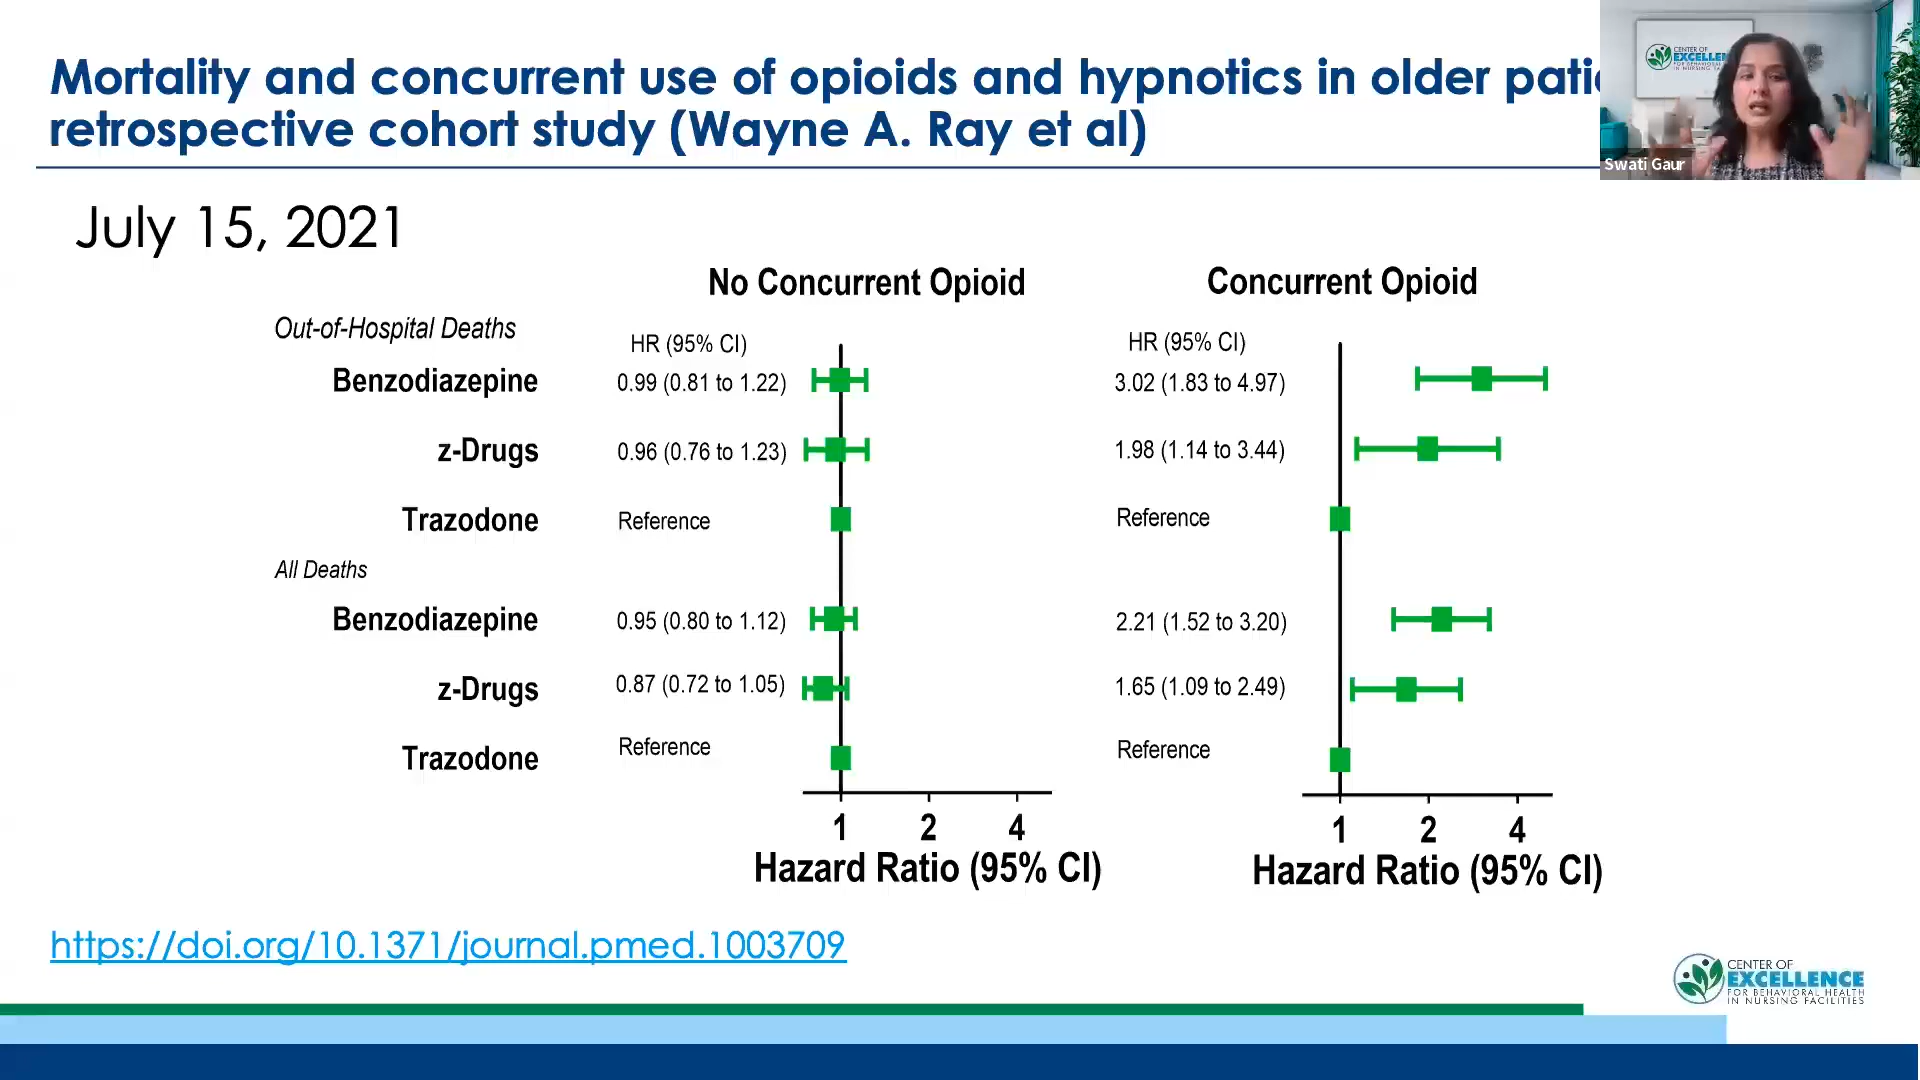 Mortality and concurrent use of opioids and hypnotics in older
retrospective cohort study (Wayne A. Ray et al)
CENTER OF
Swati Gaur
July 15, 2021
No Concurrent Opioid
Concurrent Opioid
Out-of-Hospital Deaths
HR (95% CI)
HR (95% CI)
Benzodiazepine
0.99 (0.81 to 1.22)
3.02 (1.83 to 4.97)
z-Drugs
0.96 (0.76 to 1.23)
1.98 (1.14 to 3.44)
Trazodone
Reference
Reference
All Deaths
Benzodiazepine
0.95 (0.80 to 1.12)
2.21 (1.52 to 3.20)
z-Drugs
0.87 (0.72 to 1.05)
1.65 (1.09 to 2.49)
Trazodone
Reference
Reference
1 2 4
Hazard Ratio (95% CI)
1 2 4
Hazard Ratio (95% CI)
https://doi.org/10.1371/journal.pmed.1003709
CENTER OF
EXCELLENCE
FOR BEHAVIORAL HEALTH
IN NURSING FACILITIES